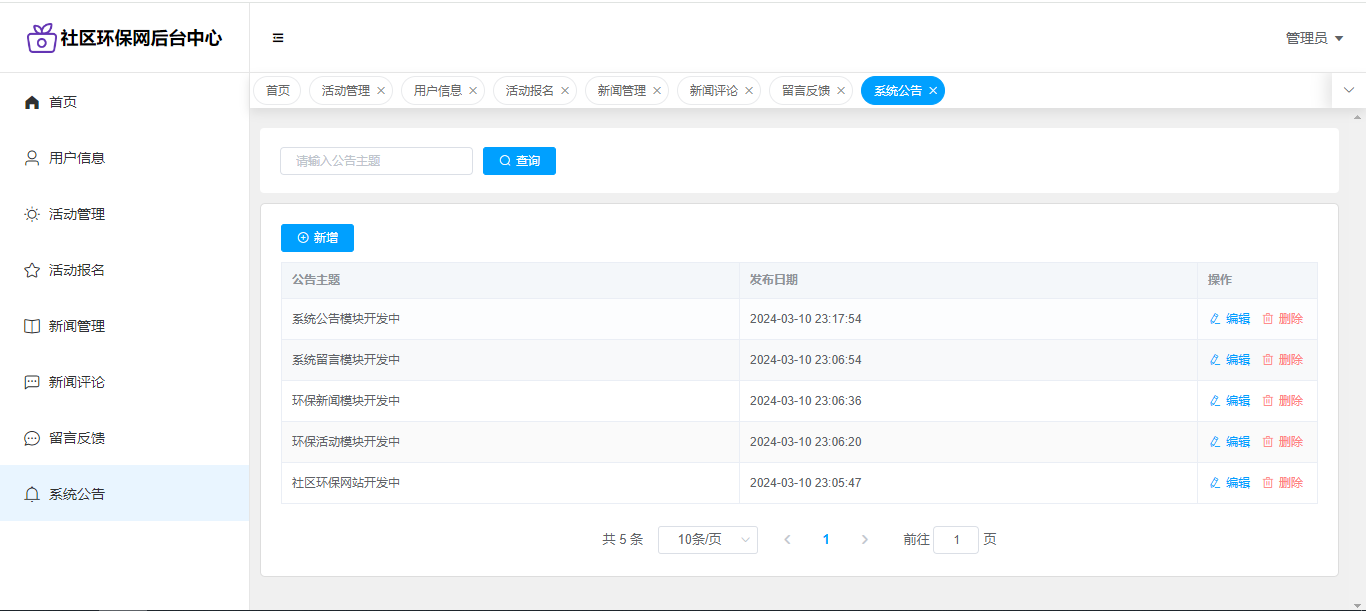 社区环保网后台中心
管理员
首页 活动管理 用户信息 活动报名 新闻管理 新闻评论 留言反馈 系统公告
首页
用户信息
活动管理
活动报名
新闻管理
新闻评论
留言反馈
系统公告
请输入公告主题 查询
新增
公告主题 发布日期 操作
系统公告模块开发中 2024-03-10 23:17:54 编辑 删除
系统留言模块开发中 2024-03-10 23:06:54 编辑 删除
环保新闻模块开发中 2024-03-10 23:06:36 编辑 删除
环保活动模块开发中 2024-03-10 23:06:20 编辑 删除
社区环保网站开发中 2024-03-10 23:05:47 编辑 删除
共 5 条 10条/页 1 前往 1 页